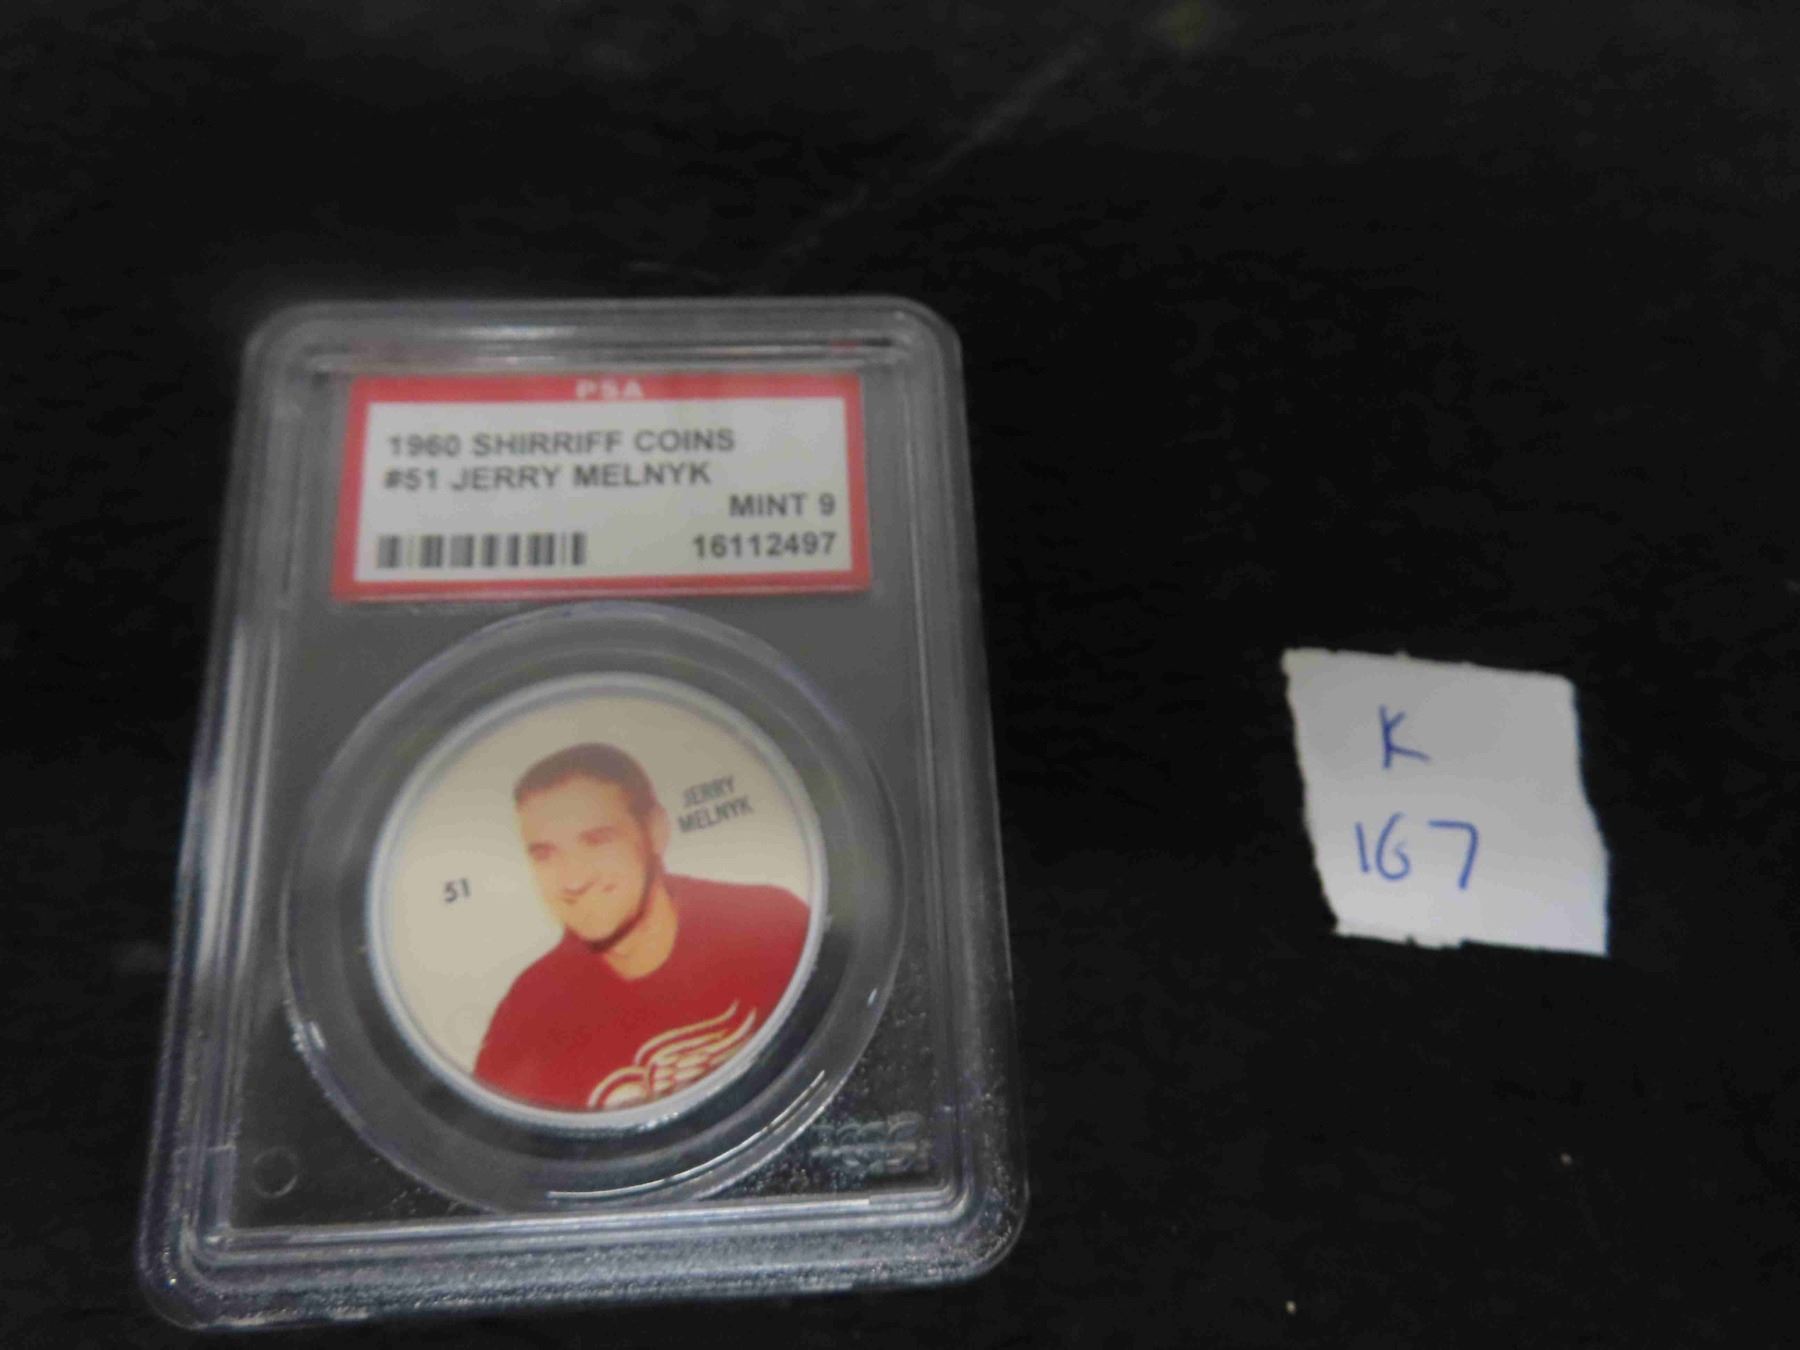 PSA
1960 SHIRRIFF COINS
#51 JERRY MELNYK
MINT 9
16112497
JERRY
MELNYK
51
K
167